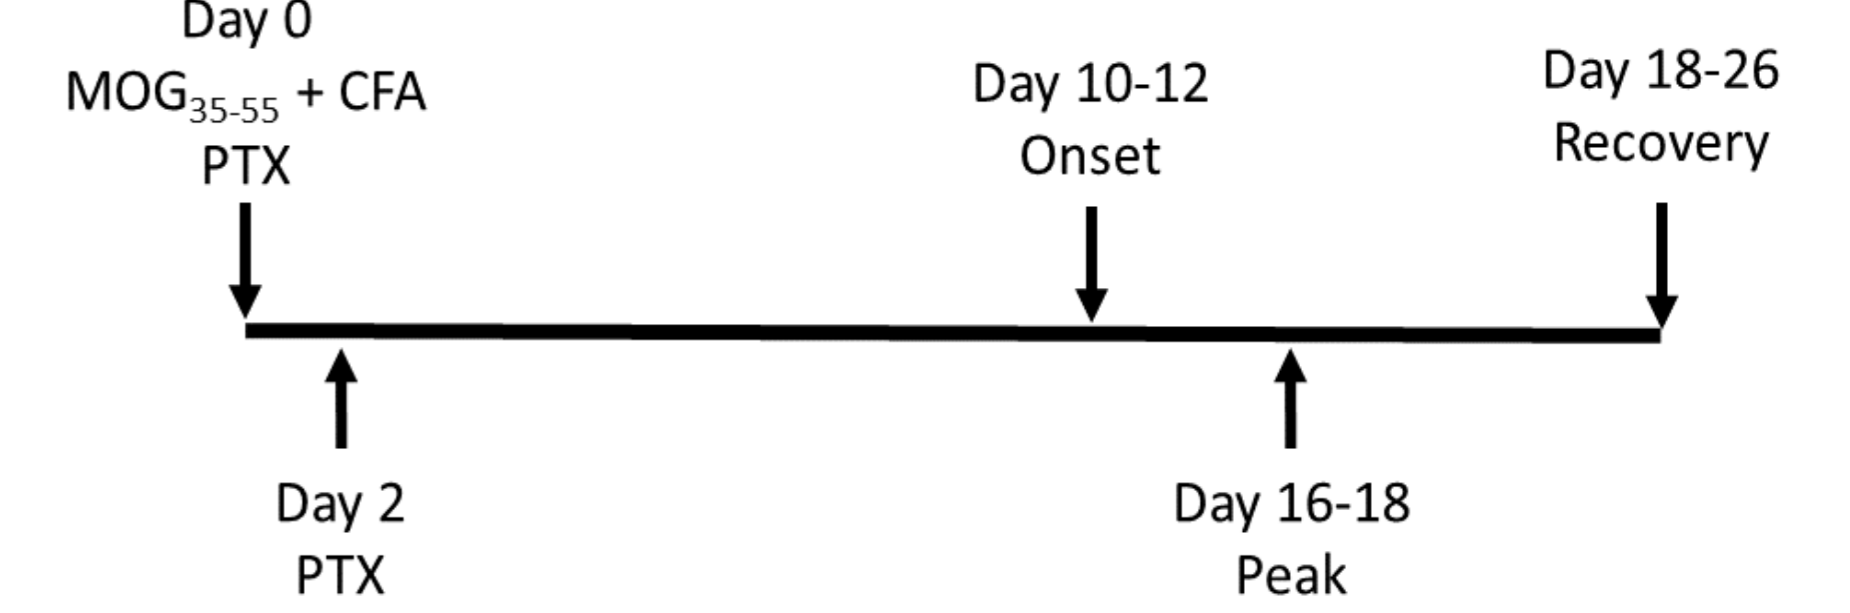 Day 0
MOG35-55 + CFA
PTX
Day 10-12
Onset
Day 18-26
Recovery
Day 2
PTX
Day 16-18
Peak